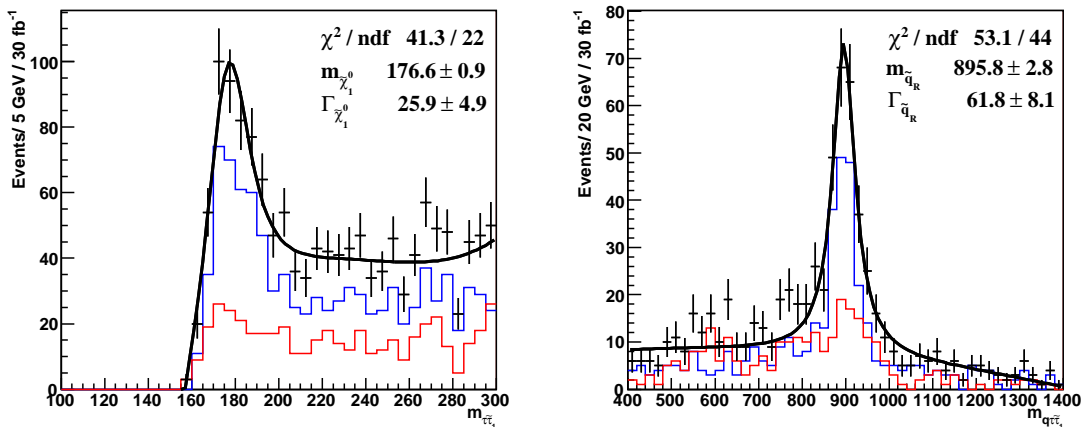 Events/ 5 GeV / 30 fb⁻¹
χ² / ndf 41.3 / 22
m_χ̃₁⁰ 176.6 ± 0.9
Γ_χ̃₁⁰ 25.9 ± 4.9
100
80
60
40
20
0
100 120 140 160 180 200 220 240 260 280 300
m_τ̃τ̃₁
Events/ 20 GeV / 30 fb⁻¹
χ² / ndf 53.1 / 44
m_q̃_R 895.8 ± 2.8
Γ_q̃_R 61.8 ± 8.1
80
70
60
50
40
30
20
10
0
400 500 600 700 800 900 1000 1100 1200 1300 1400
m_qτ̃τ̃₁